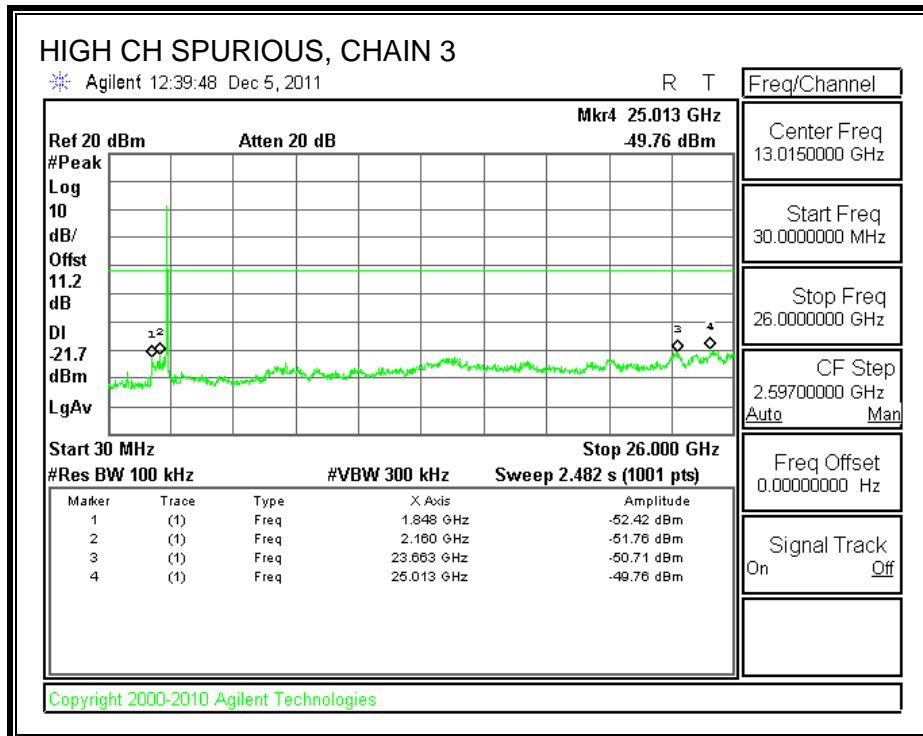 HIGH CH SPURIOUS, CHAIN 3
Agilent 12:39:48 Dec 5, 2011 R T
Mkr4 25.013 GHz
Ref 20 dBm Atten 20 dB -49.76 dBm
#Peak
Log
10
dB/
Offst
11.2
dB
DI
-21.7
dBm
LgAv
1 2 3 4
Start 30 MHz Stop 26.000 GHz
#Res BW 100 kHz #VBW 300 kHz Sweep 2.482 s (1001 pts)
Marker Trace Type X Axis Amplitude
1 (1) Freq 1.848 GHz -52.42 dBm
2 (1) Freq 2.160 GHz -51.76 dBm
3 (1) Freq 23.663 GHz -50.71 dBm
4 (1) Freq 25.013 GHz -49.76 dBm
Freq/Channel
Center Freq
13.0150000 GHz
Start Freq
30.0000000 MHz
Stop Freq
26.0000000 GHz
CF Step
2.59700000 GHz
Auto Man
Freq Offset
0.00000000 Hz
Signal Track
On Off
Copyright 2000-2010 Agilent Technologies